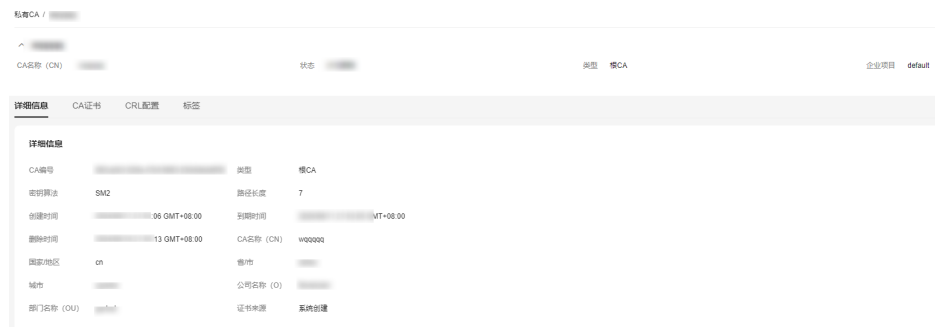 私有CA /
CA名称（CN） 状态 类型 根CA 企业项目 default
详细信息 CA证书 CRL配置 标签
详细信息
CA编号 类型 根CA
密钥算法 SM2 路径长度 7
创建时间 :06 GMT+08:00 到期时间 MT+08:00
删除时间 13 GMT+08:00 CA名称（CN） wqqqqq
国家/地区 cn 省/市
城市 公司名称（O）
部门名称（OU） 证书来源 系统创建